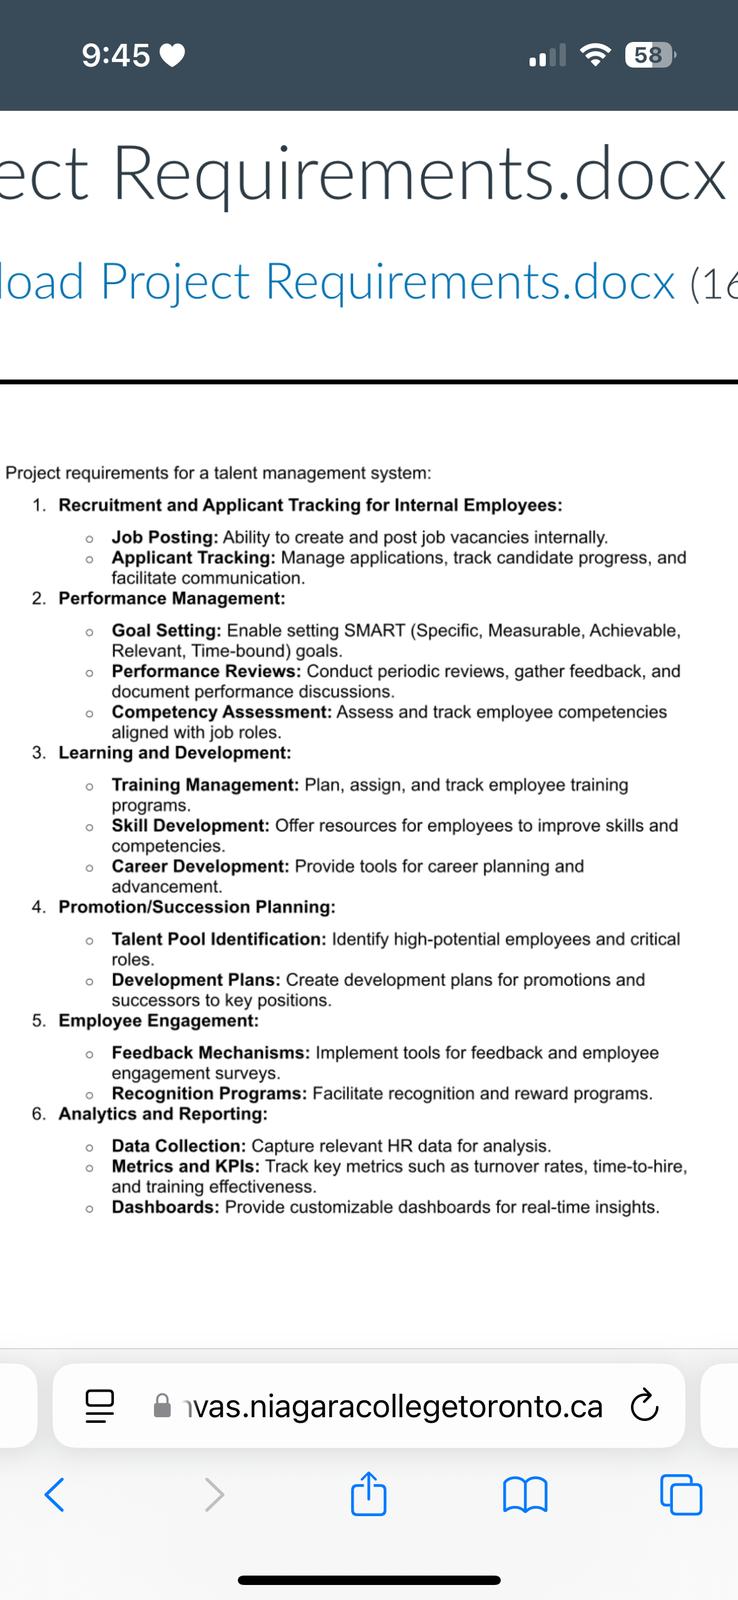 9:45
58
ect Requirements.docx
load Project Requirements.docx (16
Project requirements for a talent management system:
1. Recruitment and Applicant Tracking for Internal Employees:
○ Job Posting: Ability to create and post job vacancies internally.
○ Applicant Tracking: Manage applications, track candidate progress, and
facilitate communication.
2. Performance Management:
○ Goal Setting: Enable setting SMART (Specific, Measurable, Achievable,
Relevant, Time-bound) goals.
○ Performance Reviews: Conduct periodic reviews, gather feedback, and
document performance discussions.
○ Competency Assessment: Assess and track employee competencies
aligned with job roles.
3. Learning and Development:
○ Training Management: Plan, assign, and track employee training
programs.
○ Skill Development: Offer resources for employees to improve skills and
competencies.
○ Career Development: Provide tools for career planning and
advancement.
4. Promotion/Succession Planning:
○ Talent Pool Identification: Identify high-potential employees and critical
roles.
○ Development Plans: Create development plans for promotions and
successors to key positions.
5. Employee Engagement:
○ Feedback Mechanisms: Implement tools for feedback and employee
engagement surveys.
○ Recognition Programs: Facilitate recognition and reward programs.
6. Analytics and Reporting:
○ Data Collection: Capture relevant HR data for analysis.
○ Metrics and KPIs: Track key metrics such as turnover rates, time-to-hire,
and training effectiveness.
○ Dashboards: Provide customizable dashboards for real-time insights.
vas.niagaracollegetoronto.ca